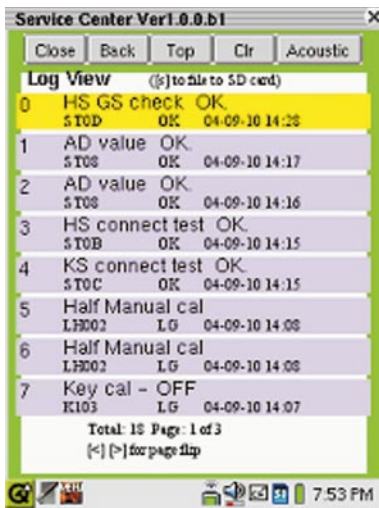 Service Center Ver1.0.0.b1 ×
Close Back Top Clr Acoustic
Log View ([s] to file to SD card)
0 HS GS check OK.
ST0D OK 04-09-10 14:28
1 AD value OK.
ST08 OK 04-09-10 14:17
2 AD value OK.
ST08 OK 04-09-10 14:16
3 HS connect test OK.
ST0B OK 04-09-10 14:15
4 KS connect test OK.
ST0C OK 04-09-10 14:15
5 Half Manual cal
LH002 LG 04-09-10 14:08
6 Half Manual cal
LH002 LG 04-09-10 14:08
7 Key cal - OFF
K103 LG 04-09-10 14:07
Total: 18 Page: 1 of 3
[<] [>] for page flip
7:53 PM